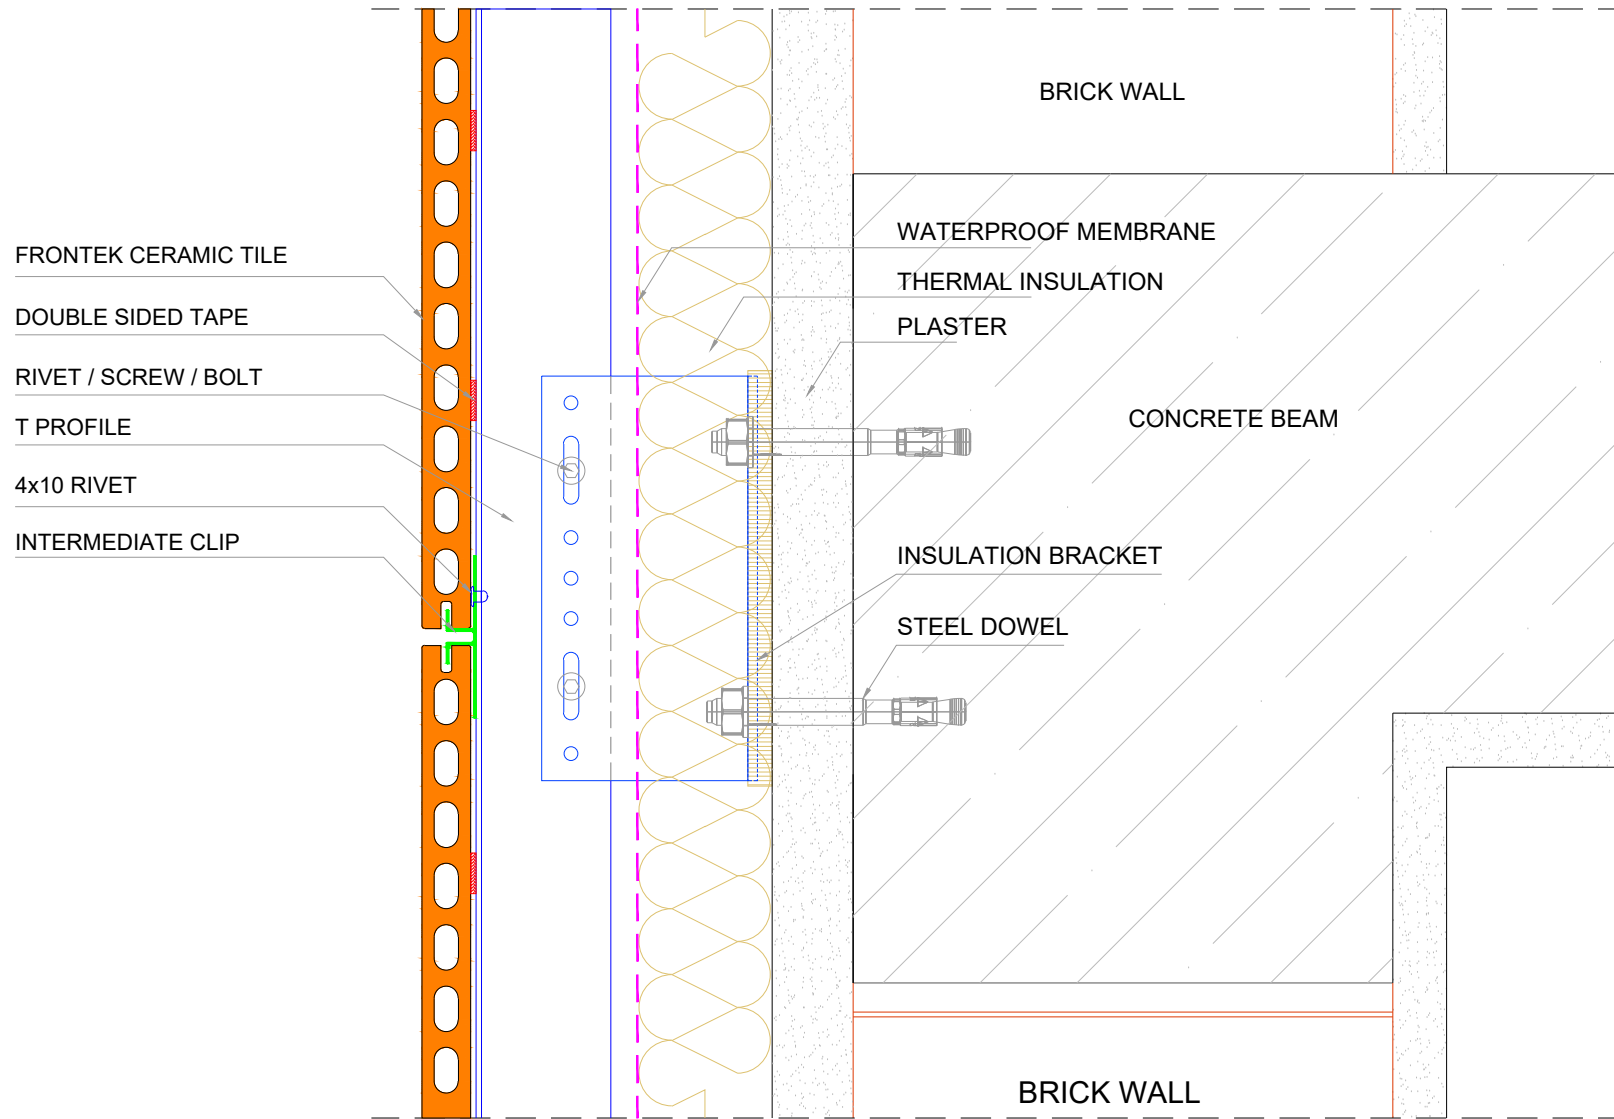 BRICK WALL
WATERPROOF MEMBRANE
FRONTEK CERAMIC TILE
THERMAL INSULATION
DOUBLE SIDED TAPE
PLASTER
RIVET / SCREW / BOLT
CONCRETE BEAM
T PROFILE
4x10 RIVET
INTERMEDIATE CLIP
INSULATION BRACKET
STEEL DOWEL
BRICK WALL